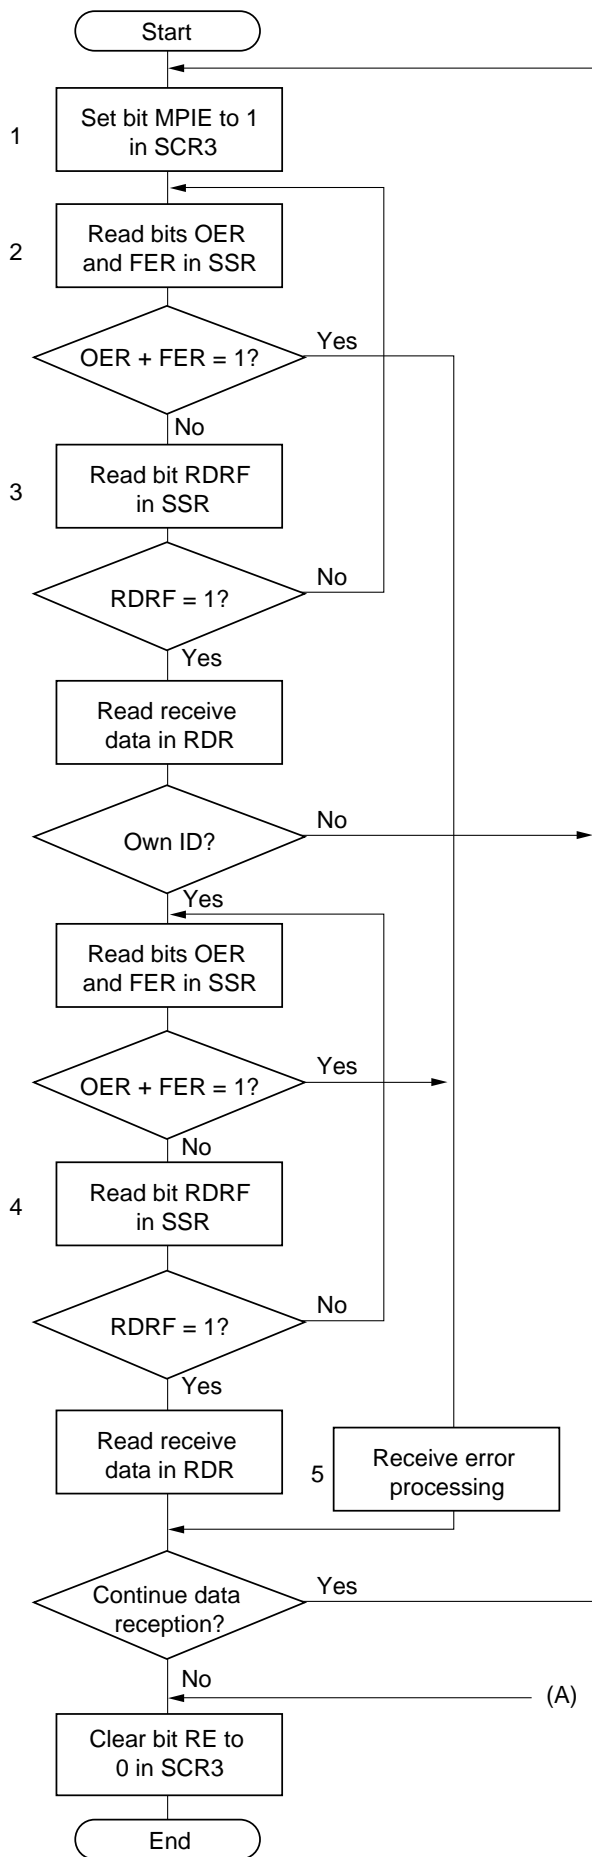 Start
1
Set bit MPIE to 1
in SCR3
2
Read bits OER
and FER in SSR
OER + FER = 1?
Yes
No
3
Read bit RDRF
in SSR
RDRF = 1?
No
Yes
Read receive
data in RDR
Own ID?
No
Yes
Read bits OER
and FER in SSR
OER + FER = 1?
Yes
No
4
Read bit RDRF
in SSR
RDRF = 1?
No
Yes
Read receive
data in RDR
5
Receive error
processing
Continue data
reception?
Yes
No
(A)
Clear bit RE to
0 in SCR3
End